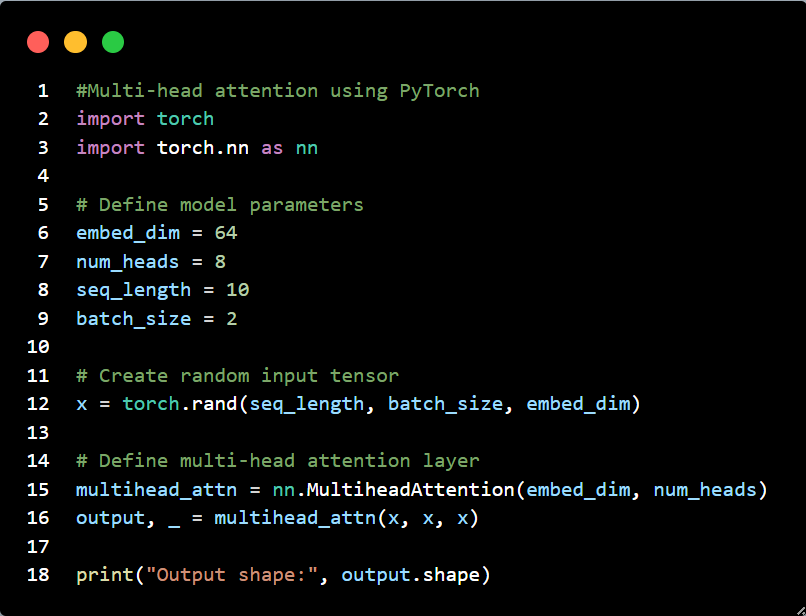 1 #Multi-head attention using PyTorch
2 import torch
3 import torch.nn as nn
4
5 # Define model parameters
6 embed_dim = 64
7 num_heads = 8
8 seq_length = 10
9 batch_size = 2
10
11 # Create random input tensor
12 x = torch.rand(seq_length, batch_size, embed_dim)
13
14 # Define multi-head attention layer
15 multihead_attn = nn.MultiheadAttention(embed_dim, num_heads)
16 output, _ = multihead_attn(x, x, x)
17
18 print("Output shape:", output.shape)